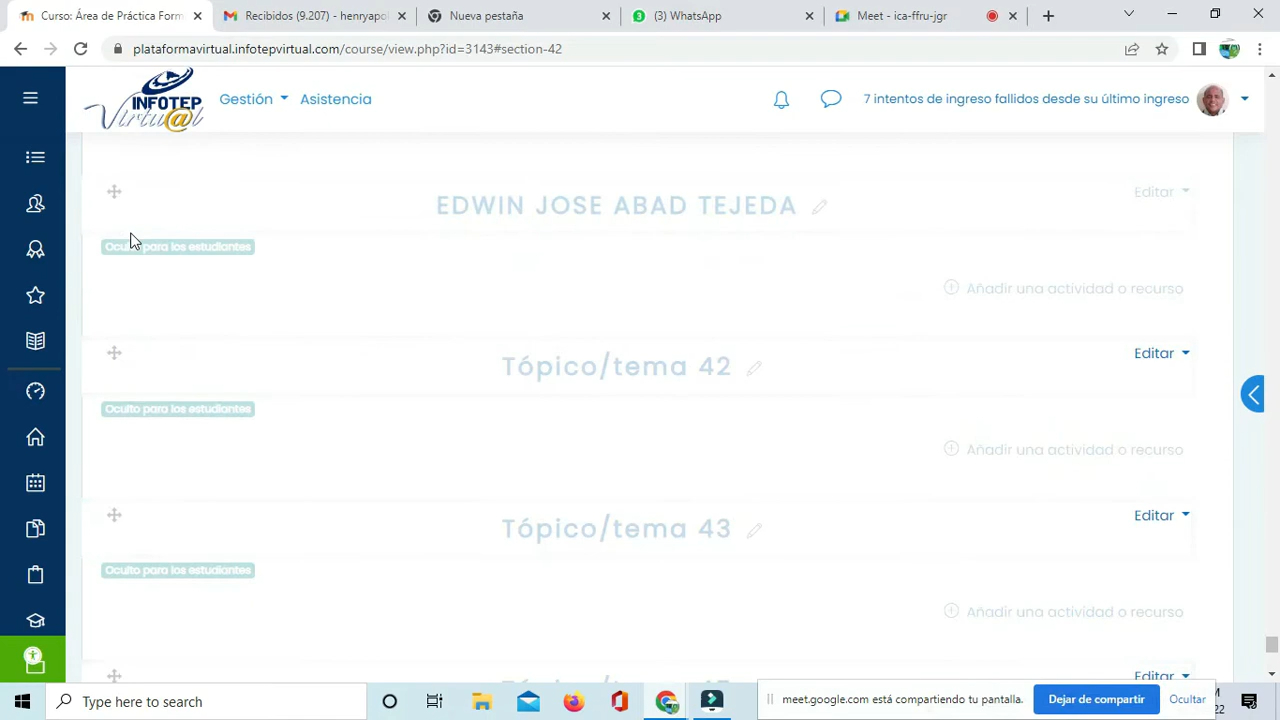 Curso: Área de Práctica Form
Recibidos (9.207) - henryapol
Nueva pestaña
(3) WhatsApp
Meet - ica-ffru-jgr
plataformavirtual.infotepvirtual.com/course/view.php?id=3143#section-42
INFOTEP
Virtu@l
Gestión
Asistencia
7 intentos de ingreso fallidos desde su último ingreso
EDWIN JOSE ABAD TEJEDA
Editar
Oculto para los estudiantes
Añadir una actividad o recurso
Tópico/tema 42
Editar
Oculto para los estudiantes
Añadir una actividad o recurso
Tópico/tema 43
Editar
Oculto para los estudiantes
Añadir una actividad o recurso
Editar
Type here to search
meet.google.com está compartiendo tu pantalla.
Dejar de compartir
Ocultar